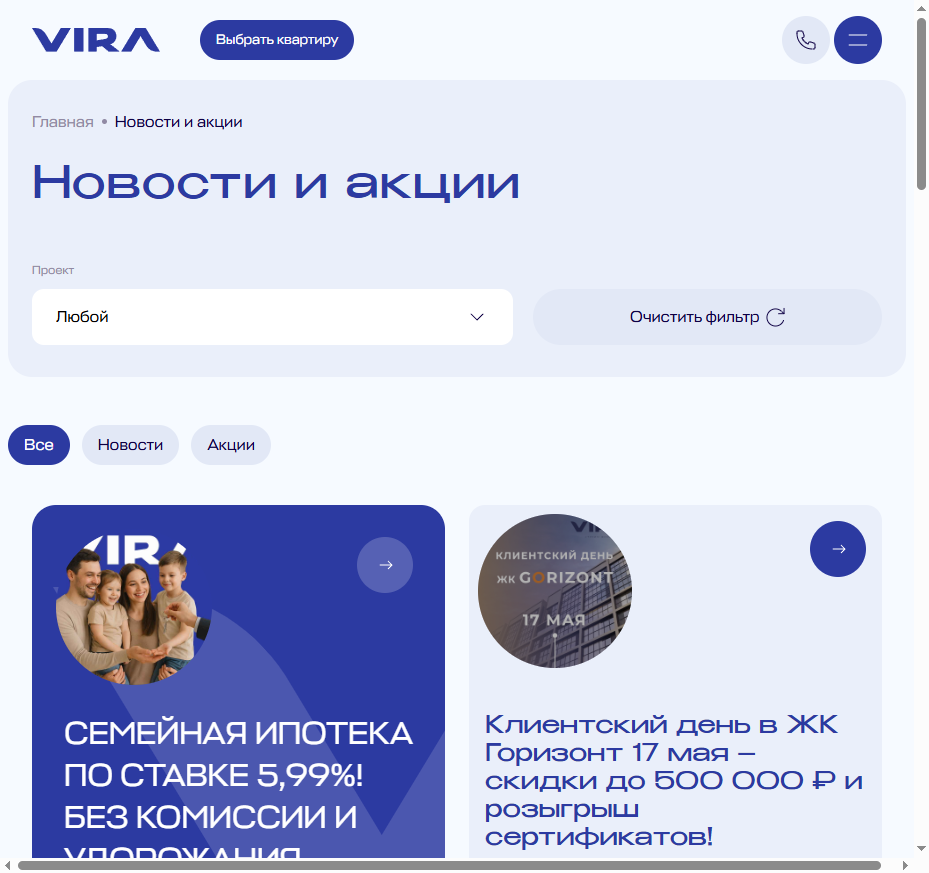 VIRA
Выбрать квартиру
Главная • Новости и акции
Новости и акции
Проект
Любой
Очистить фильтр
Все
Новости
Акции
СЕМЕЙНАЯ ИПОТЕКА
ПО СТАВКЕ 5,99%!
БЕЗ КОМИССИИ И
УДОРОЖАНИЯ
КЛИЕНТСКИЙ ДЕНЬ
ЖК GORIZONT
17 МАЯ
Клиентский день в ЖК
Горизонт 17 мая –
скидки до 500 000 ₽ и
розыгрыш
сертификатов!